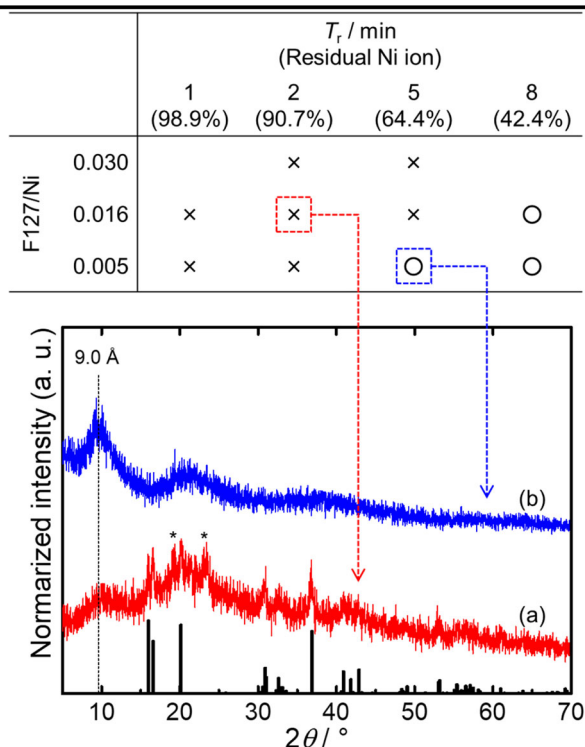 Tr / min
(Residual Ni ion)
1 2 5 8
(98.9%) (90.7%) (64.4%) (42.4%)
F127/Ni
0.030 × ×
0.016 × × × ○
0.005 × × ○ ○
9.0 Å
Normarized intensity (a. u.)
(b)
* *
(a)
10 20 30 40 50 60 70
2θ / °